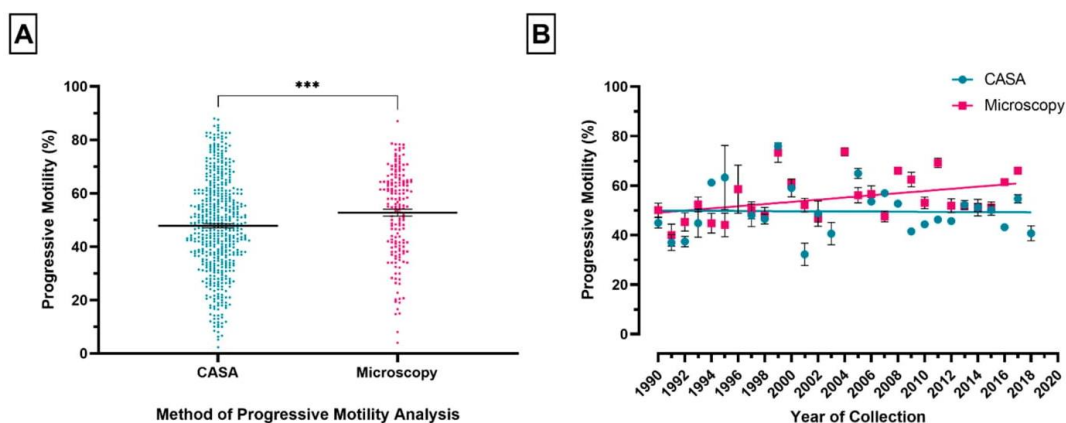 A
***
Progressive Motility (%)
100
80
60
40
20
0
CASA
Microscopy
Method of Progressive Motility Analysis
B
CASA
Microscopy
Progressive Motility (%)
100
80
60
40
20
0
1990
1992
1994
1996
1998
2000
2002
2004
2006
2008
2010
2012
2014
2016
2018
2020
Year of Collection